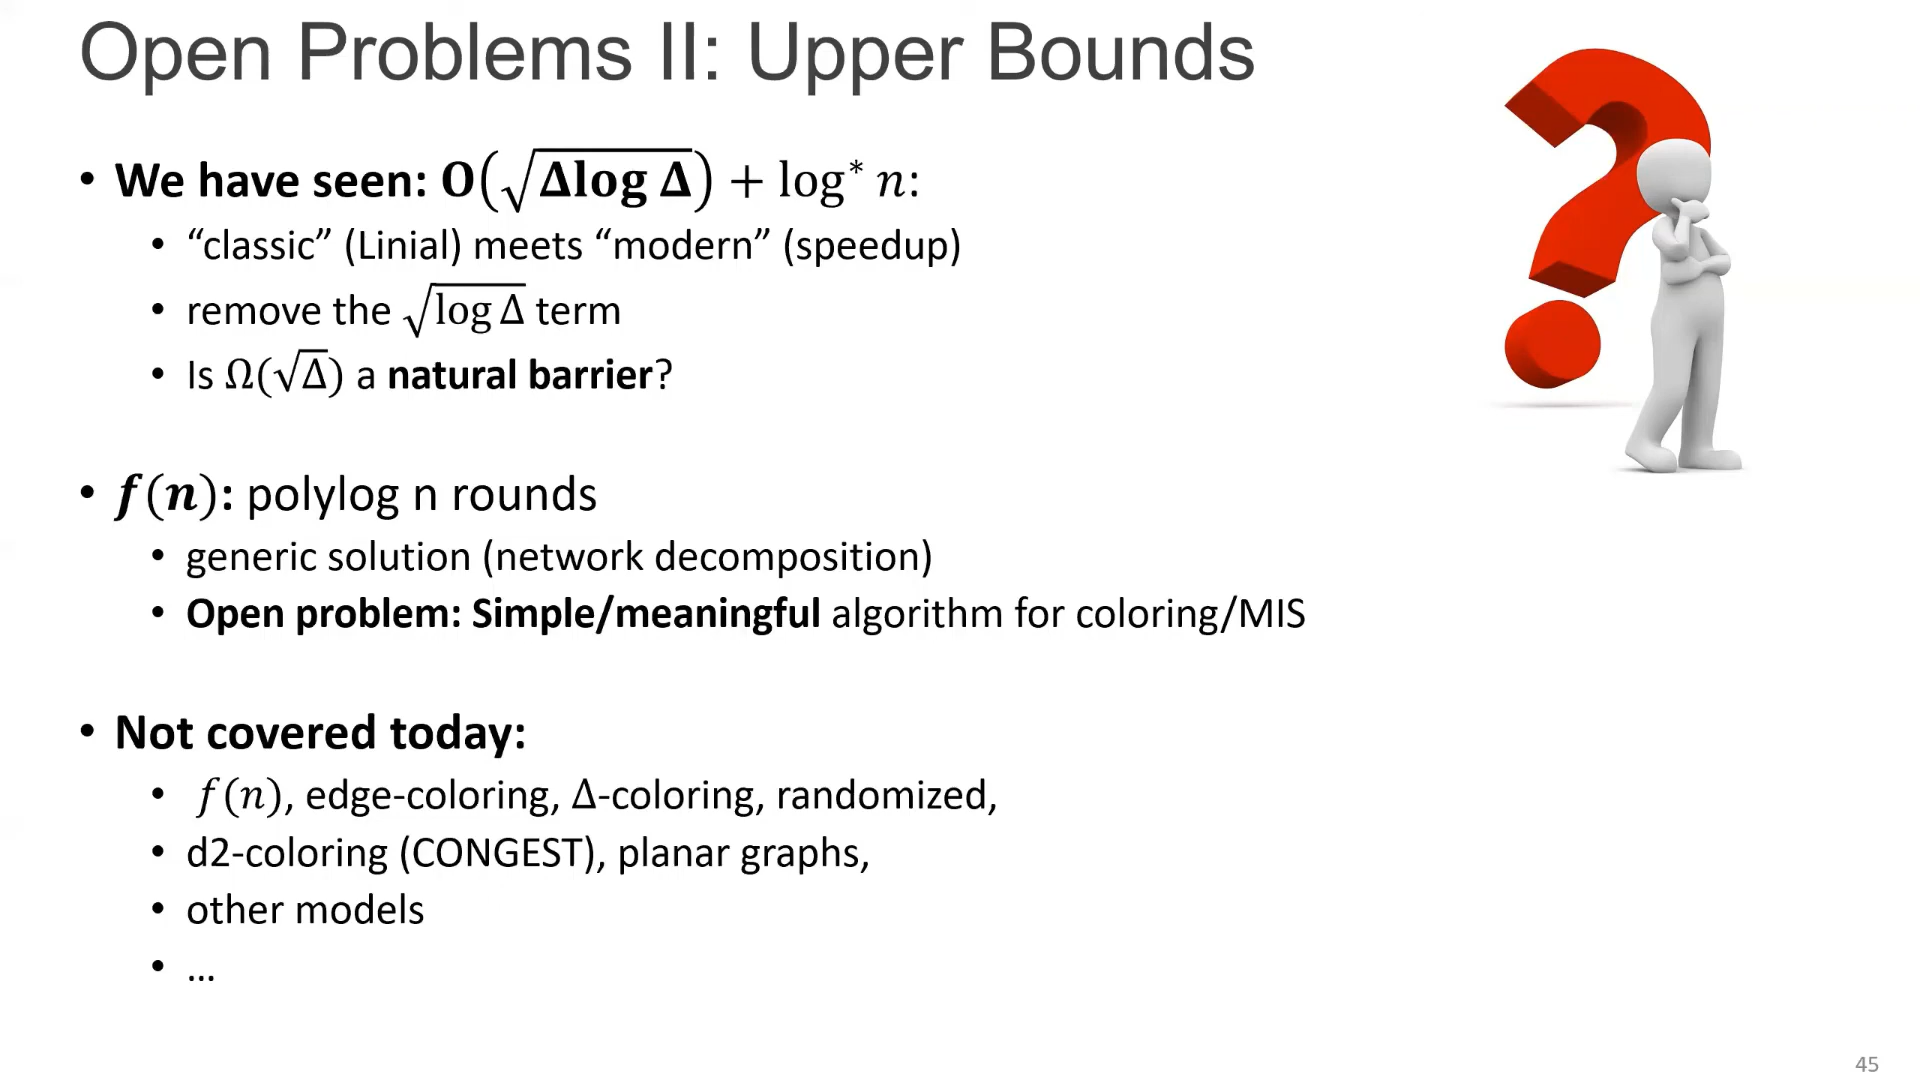 Open Problems II: Upper Bounds
• We have seen: O(√(Δlog Δ)) + log* n:
• “classic” (Linial) meets “modern” (speedup)
• remove the √(log Δ) term
• Is Ω(√Δ) a natural barrier?
• f(n): polylog n rounds
• generic solution (network decomposition)
• Open problem: Simple/meaningful algorithm for coloring/MIS
• Not covered today:
• f(n), edge-coloring, Δ-coloring, randomized,
• d2-coloring (CONGEST), planar graphs,
• other models
• ...
45